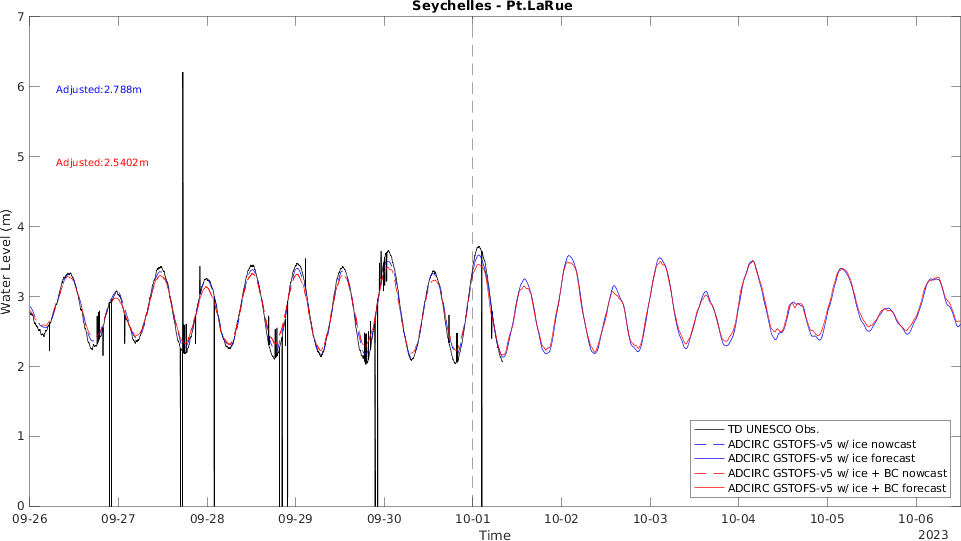 Seychelles - Pt.LaRue
7
6
5
4
3
2
1
0
Water Level (m)
Adjusted:2.788m
Adjusted:2.5402m
TD UNESCO Obs.
ADCIRC GSTOFS-v5 w/ ice nowcast
ADCIRC GSTOFS-v5 w/ ice forecast
ADCIRC GSTOFS-v5 w/ ice + BC nowcast
ADCIRC GSTOFS-v5 w/ ice + BC forecast
09-26 09-27 09-28 09-29 09-30 10-01 10-02 10-03 10-04 10-05 10-06
Time
2023